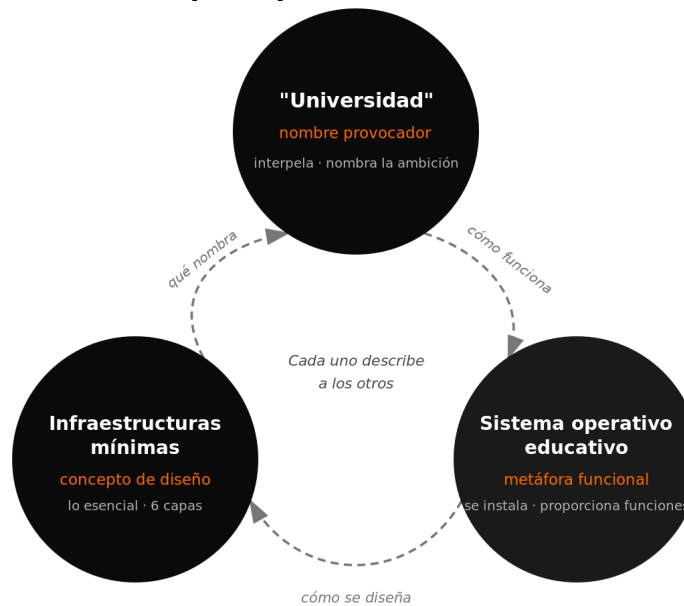 "Universidad"
nombre provocador
interpela · nombra la ambición
qué nombra
cómo funciona
Cada uno describe
a los otros
Infraestructuras
mínimas
concepto de diseño
lo esencial · 6 capas
Sistema operativo
educativo
metáfora funcional
se instala · proporciona funciones
cómo se diseña